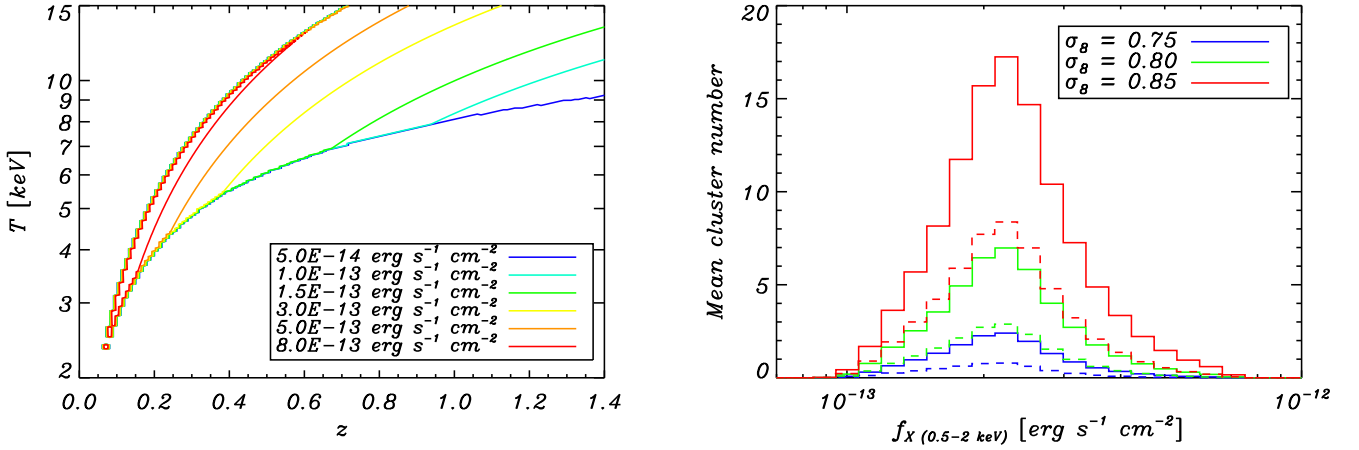 15
10
9
8
7
6
5
4
3
2
T [keV]
0.0 0.2 0.4 0.6 0.8 1.0 1.2 1.4
z
5.0E-14 erg s⁻¹ cm⁻²
1.0E-13 erg s⁻¹ cm⁻²
1.5E-13 erg s⁻¹ cm⁻²
3.0E-13 erg s⁻¹ cm⁻²
5.0E-13 erg s⁻¹ cm⁻²
8.0E-13 erg s⁻¹ cm⁻²
20
15
10
5
0
Mean cluster number
σ₈ = 0.75
σ₈ = 0.80
σ₈ = 0.85
10⁻¹³ 10⁻¹²
f_X (0.5-2 keV) [erg s⁻¹ cm⁻²]